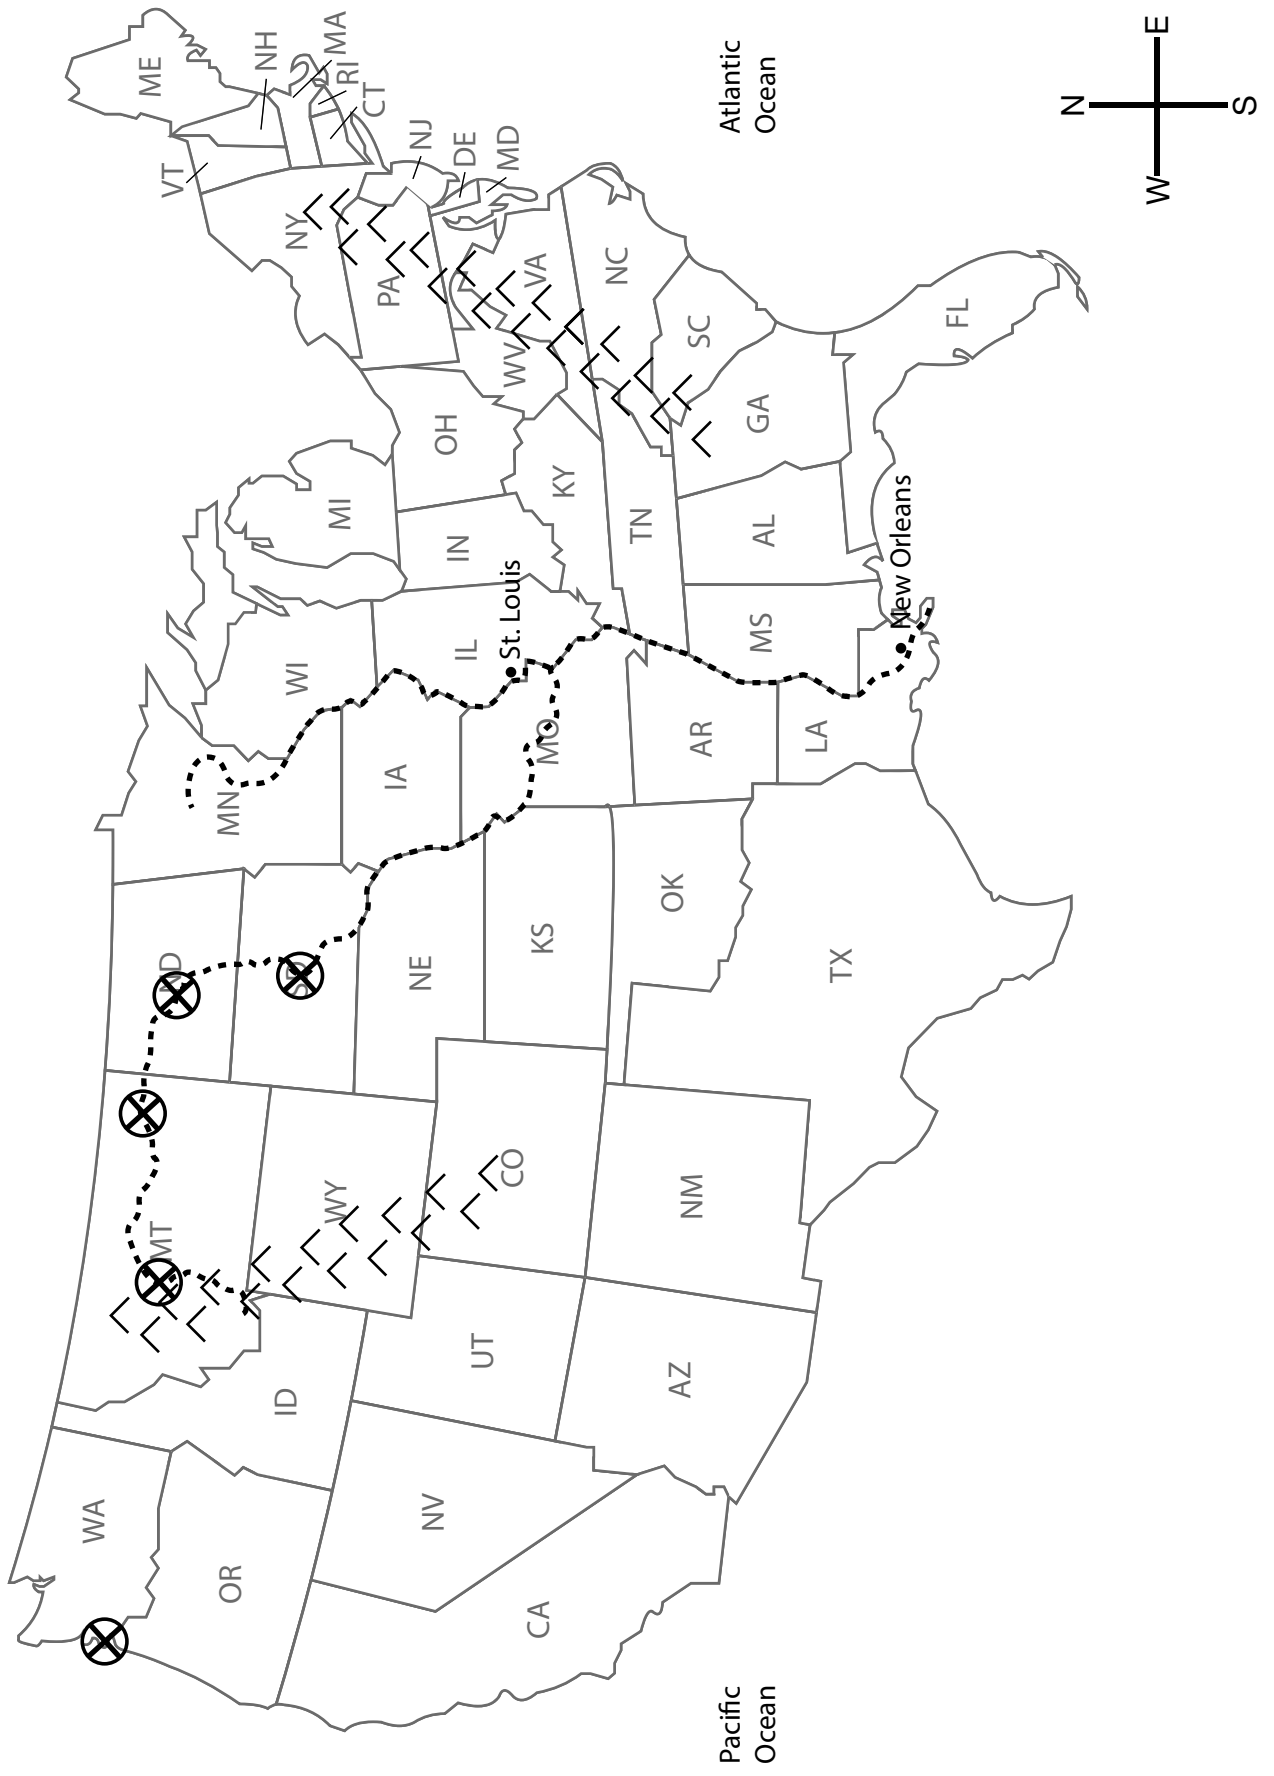 WA
MT
ND
MN
WI
MI
VT
NH
ME
MA
RI
CT
NY
NJ
DE
MD
PA
OR
ID
WY
SD
IA
IL
IN
OH
WV
VA
NV
UT
CO
NE
KS
MO
St. Louis
KY
TN
NC
SC
CA
AZ
NM
OK
AR
MS
AL
GA
TX
LA
New Orleans
FL
Pacific
Ocean
Atlantic
Ocean
N
W
E
S